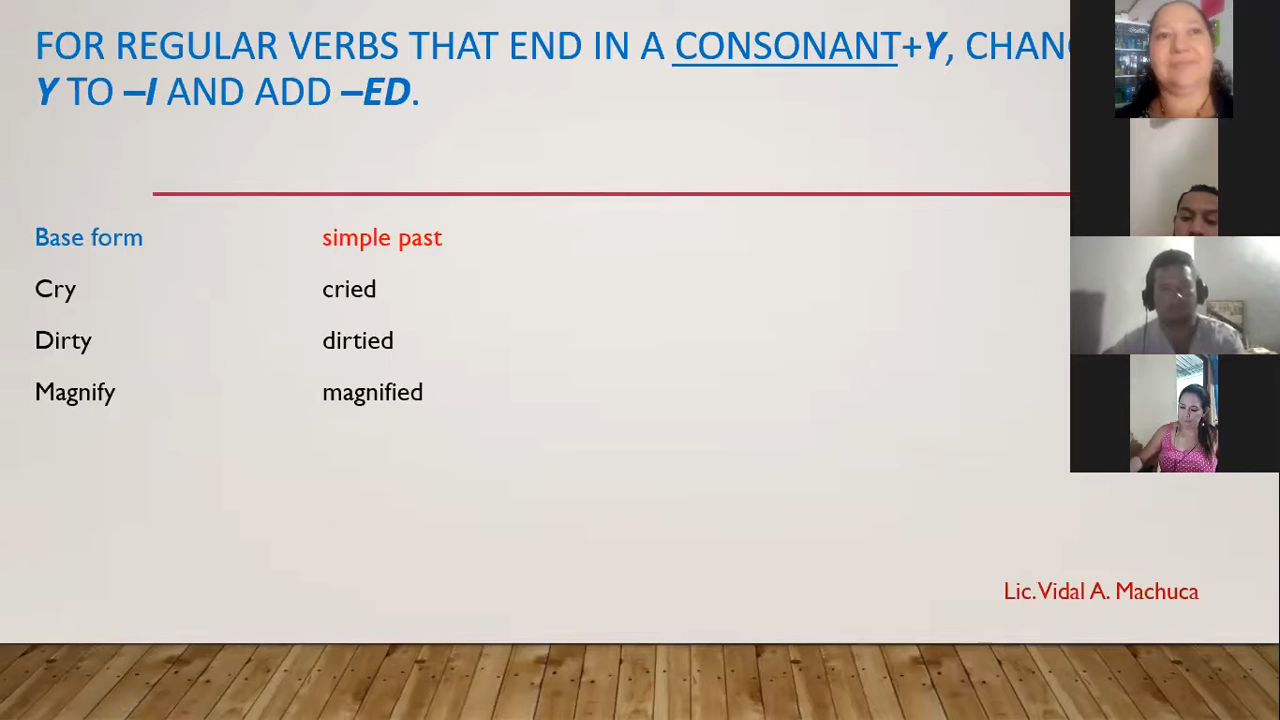 FOR REGULAR VERBS THAT END IN A CONSONANT+Y,
Y TO –I AND ADD –ED.
Base form simple past
Cry cried
Dirty dirtied
Magnify magnified
Lic. Vidal A. Machuca